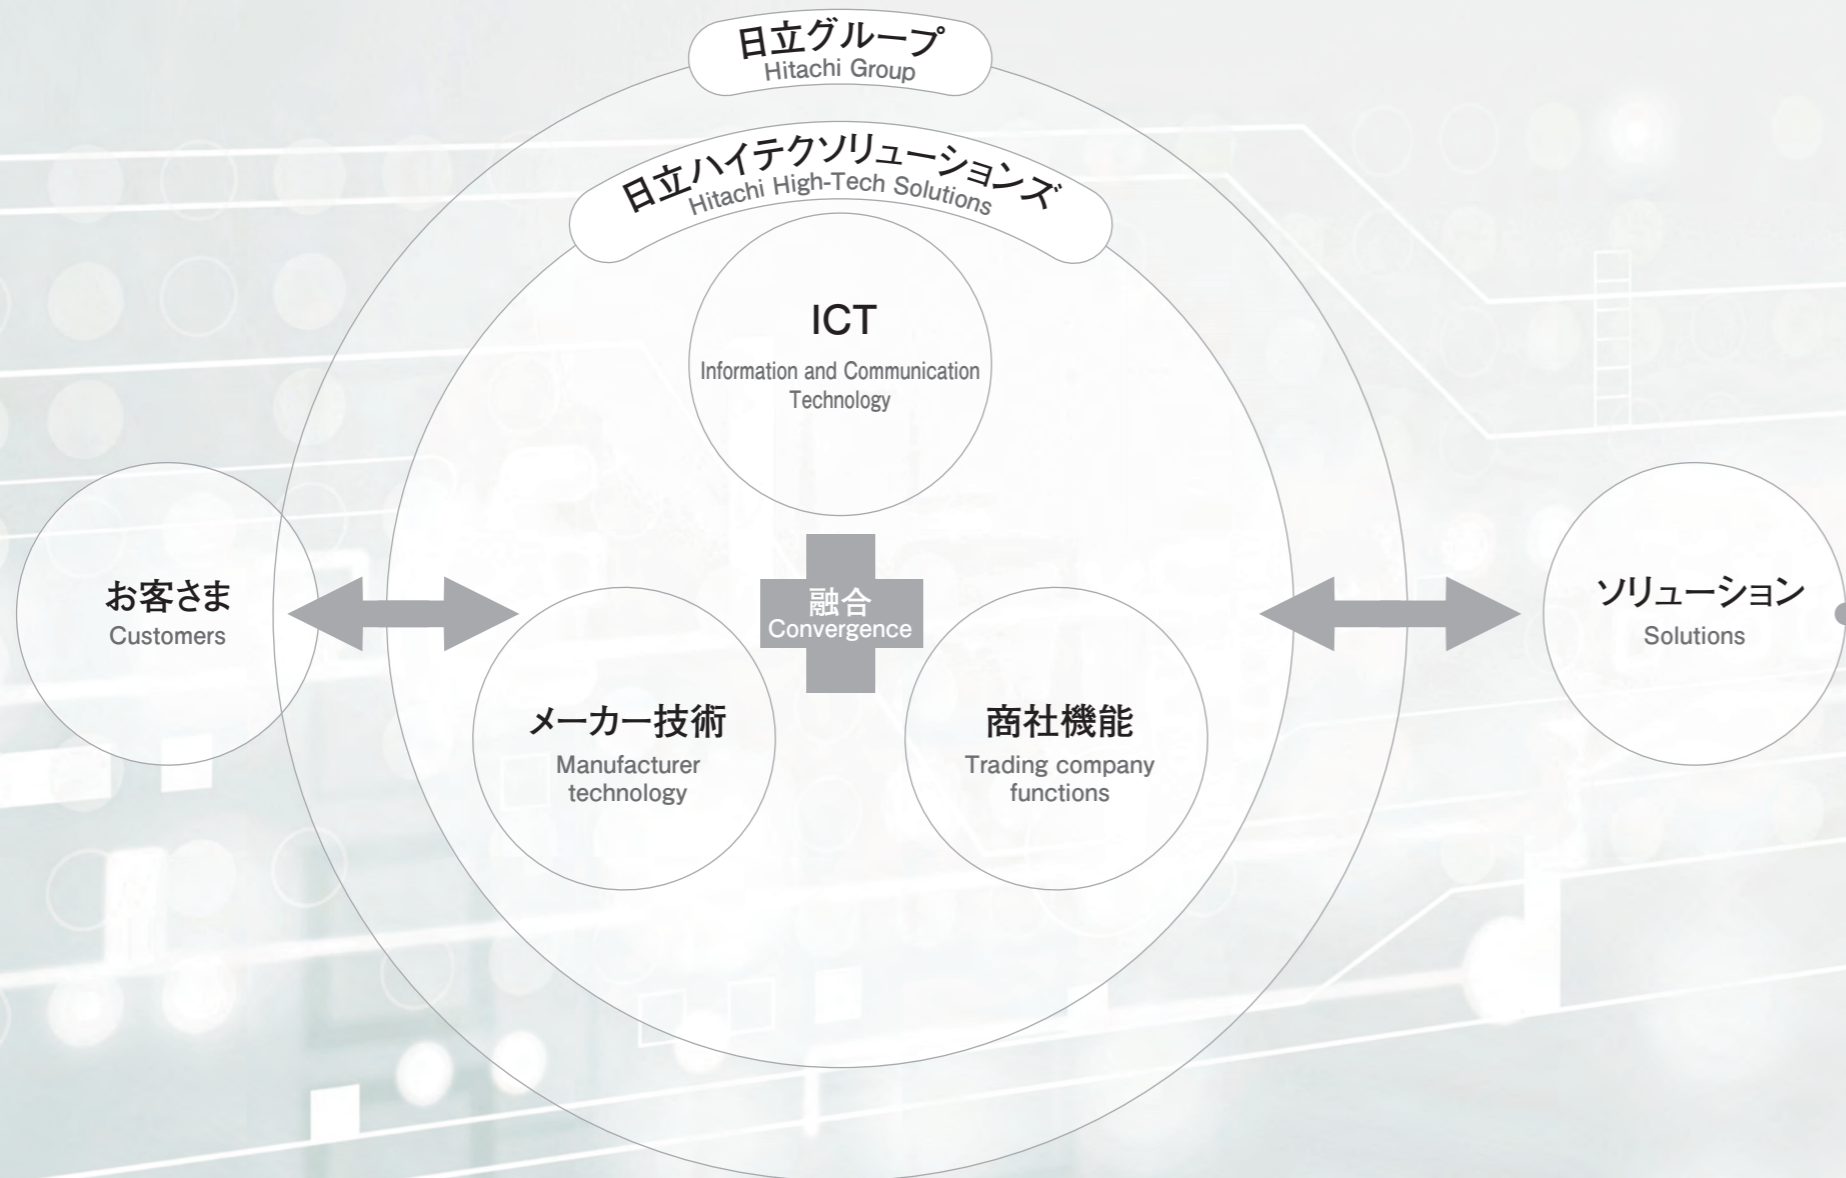 日立グループ
Hitachi Group
日立ハイテクソリューションズ
Hitachi High-Tech Solutions
ICT
Information and Communication
Technology
お客さま
Customers
融合
Convergence
ソリューション
Solutions
メーカー技術
Manufacturer
technology
商社機能
Trading company
functions